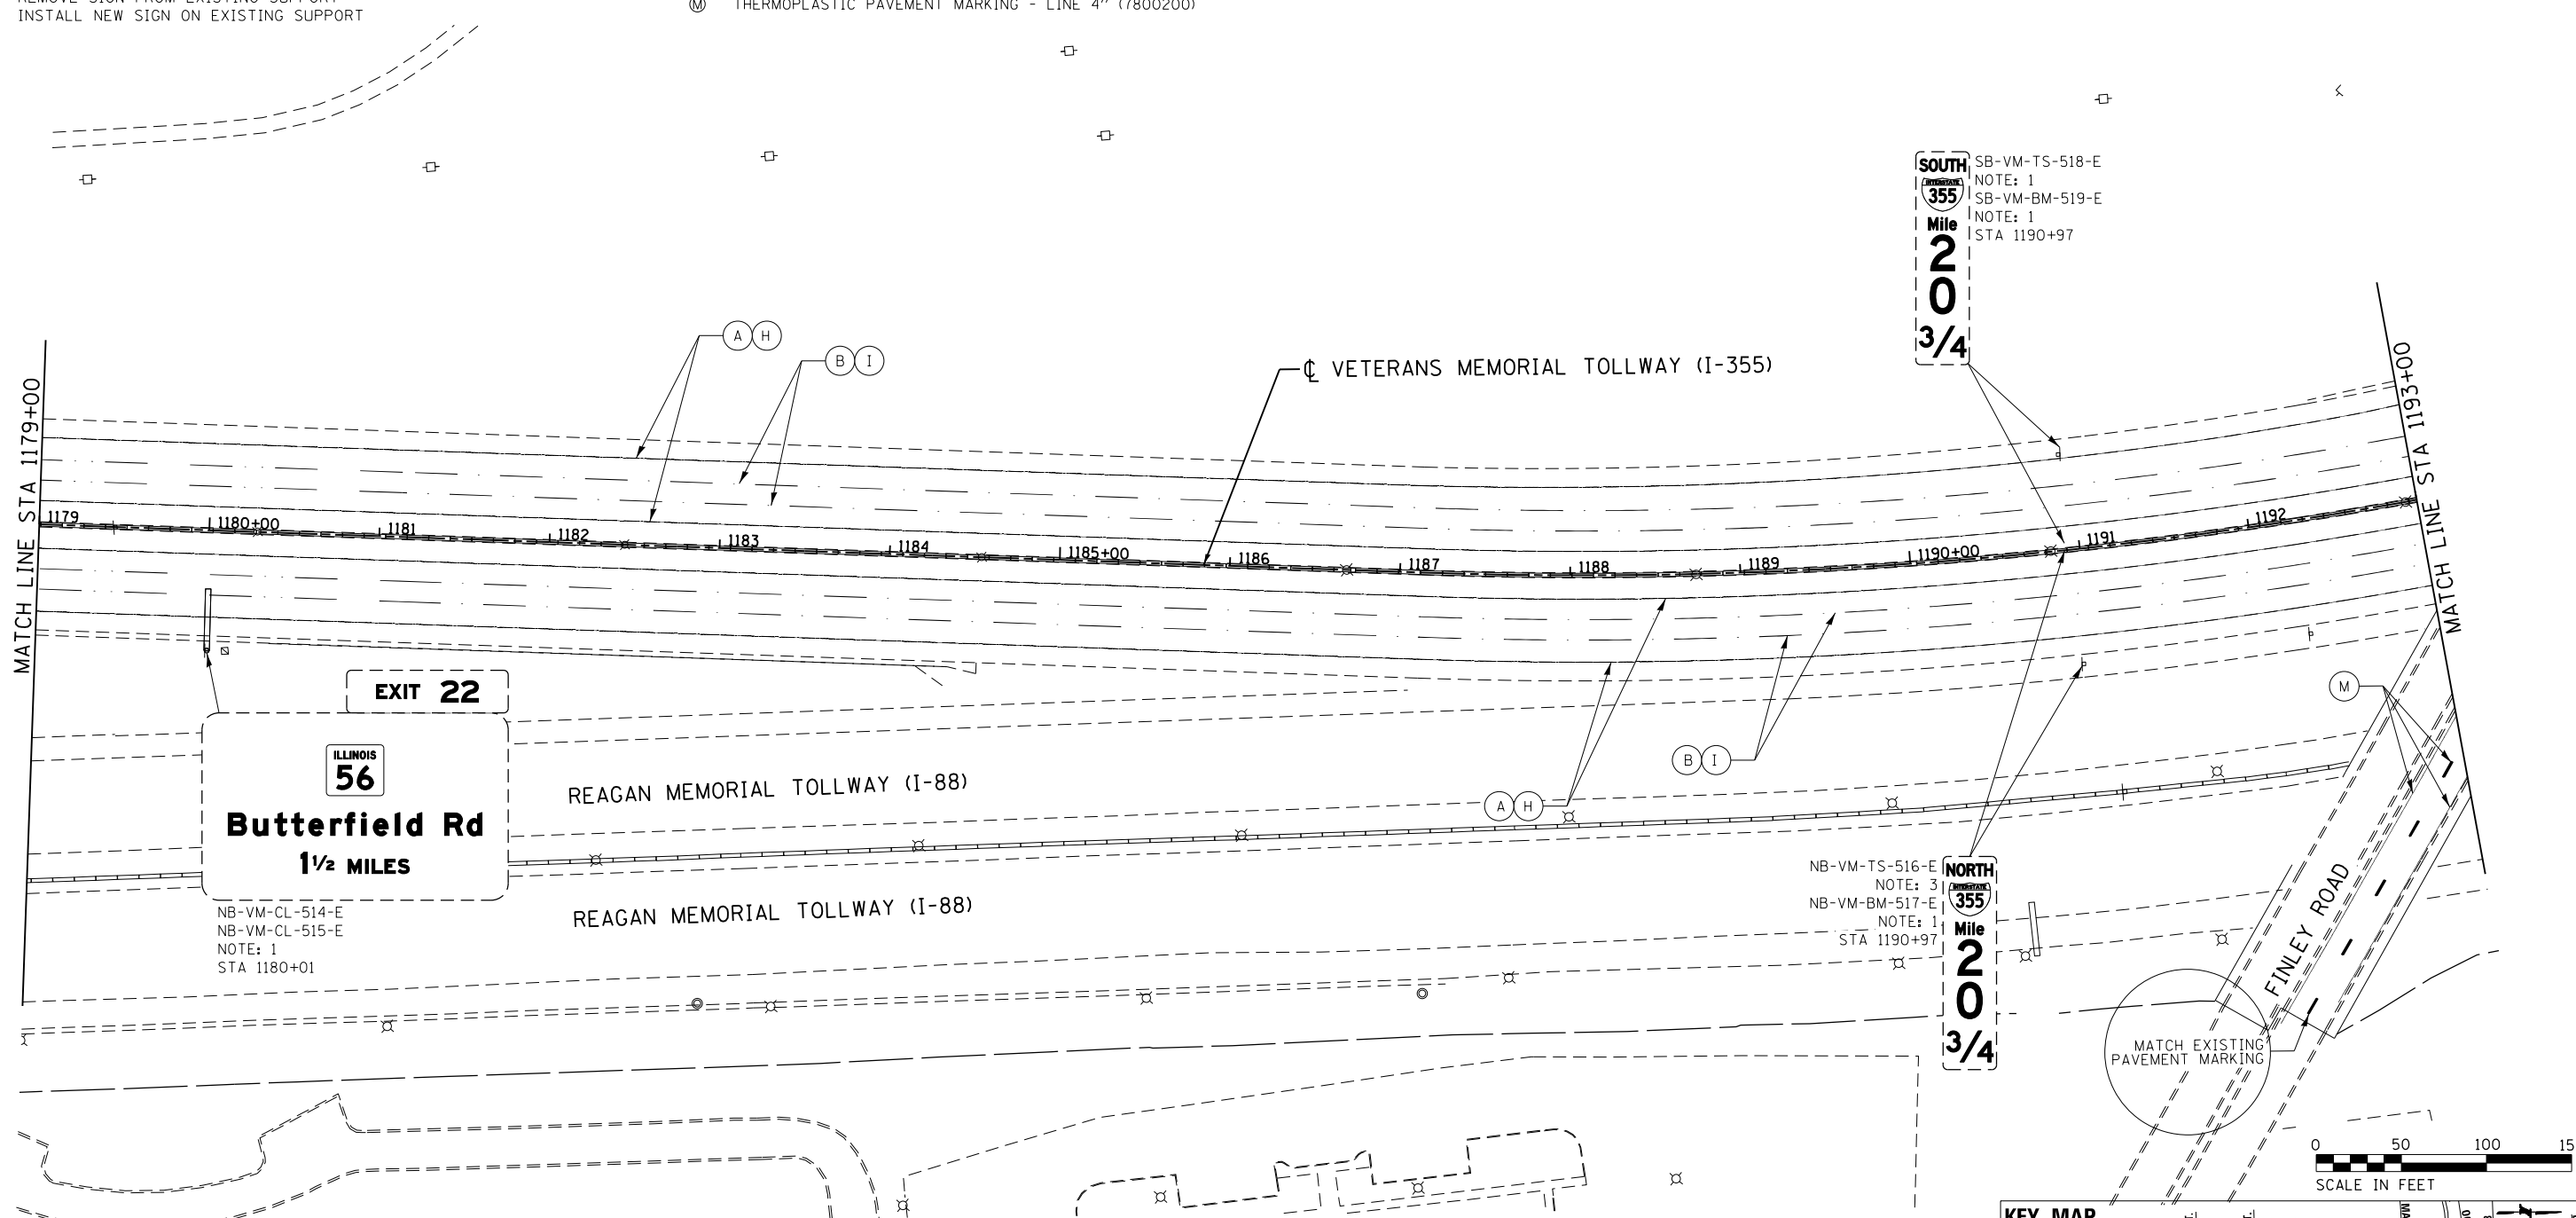 INSTALL NEW SIGN ON EXISTING SUPPORT
M THERMOPLASTIC PAVEMENT MARKING - LINE 4" (7800200)
SOUTH
INTERSTATE
355
Mile
2
0
3/4
SB-VM-TS-518-E
NOTE: 1
SB-VM-BM-519-E
NOTE: 1
STA 1190+97
A H
B I
℄ VETERANS MEMORIAL TOLLWAY (I-355)
MATCH LINE STA 1179+00
MATCH LINE STA 1193+00
1179
1180+00
1181
1182
1183
1184
1185+00
1186
1187
1188
1189
1190+00
1191
1192
EXIT 22
ILLINOIS
56
Butterfield Rd
1 1/2 MILES
NB-VM-CL-514-E
NB-VM-CL-515-E
NOTE: 1
STA 1180+01
REAGAN MEMORIAL TOLLWAY (I-88)
REAGAN MEMORIAL TOLLWAY (I-88)
B I
A H
M
NB-VM-TS-516-E
NOTE: 3
NB-VM-BM-517-E
NOTE: 1
STA 1190+97
NORTH
INTERSTATE
355
Mile
2
0
3/4
FINLEY ROAD
MATCH EXISTING
PAVEMENT MARKING
0 50 100
SCALE IN FEET
KEY MAP